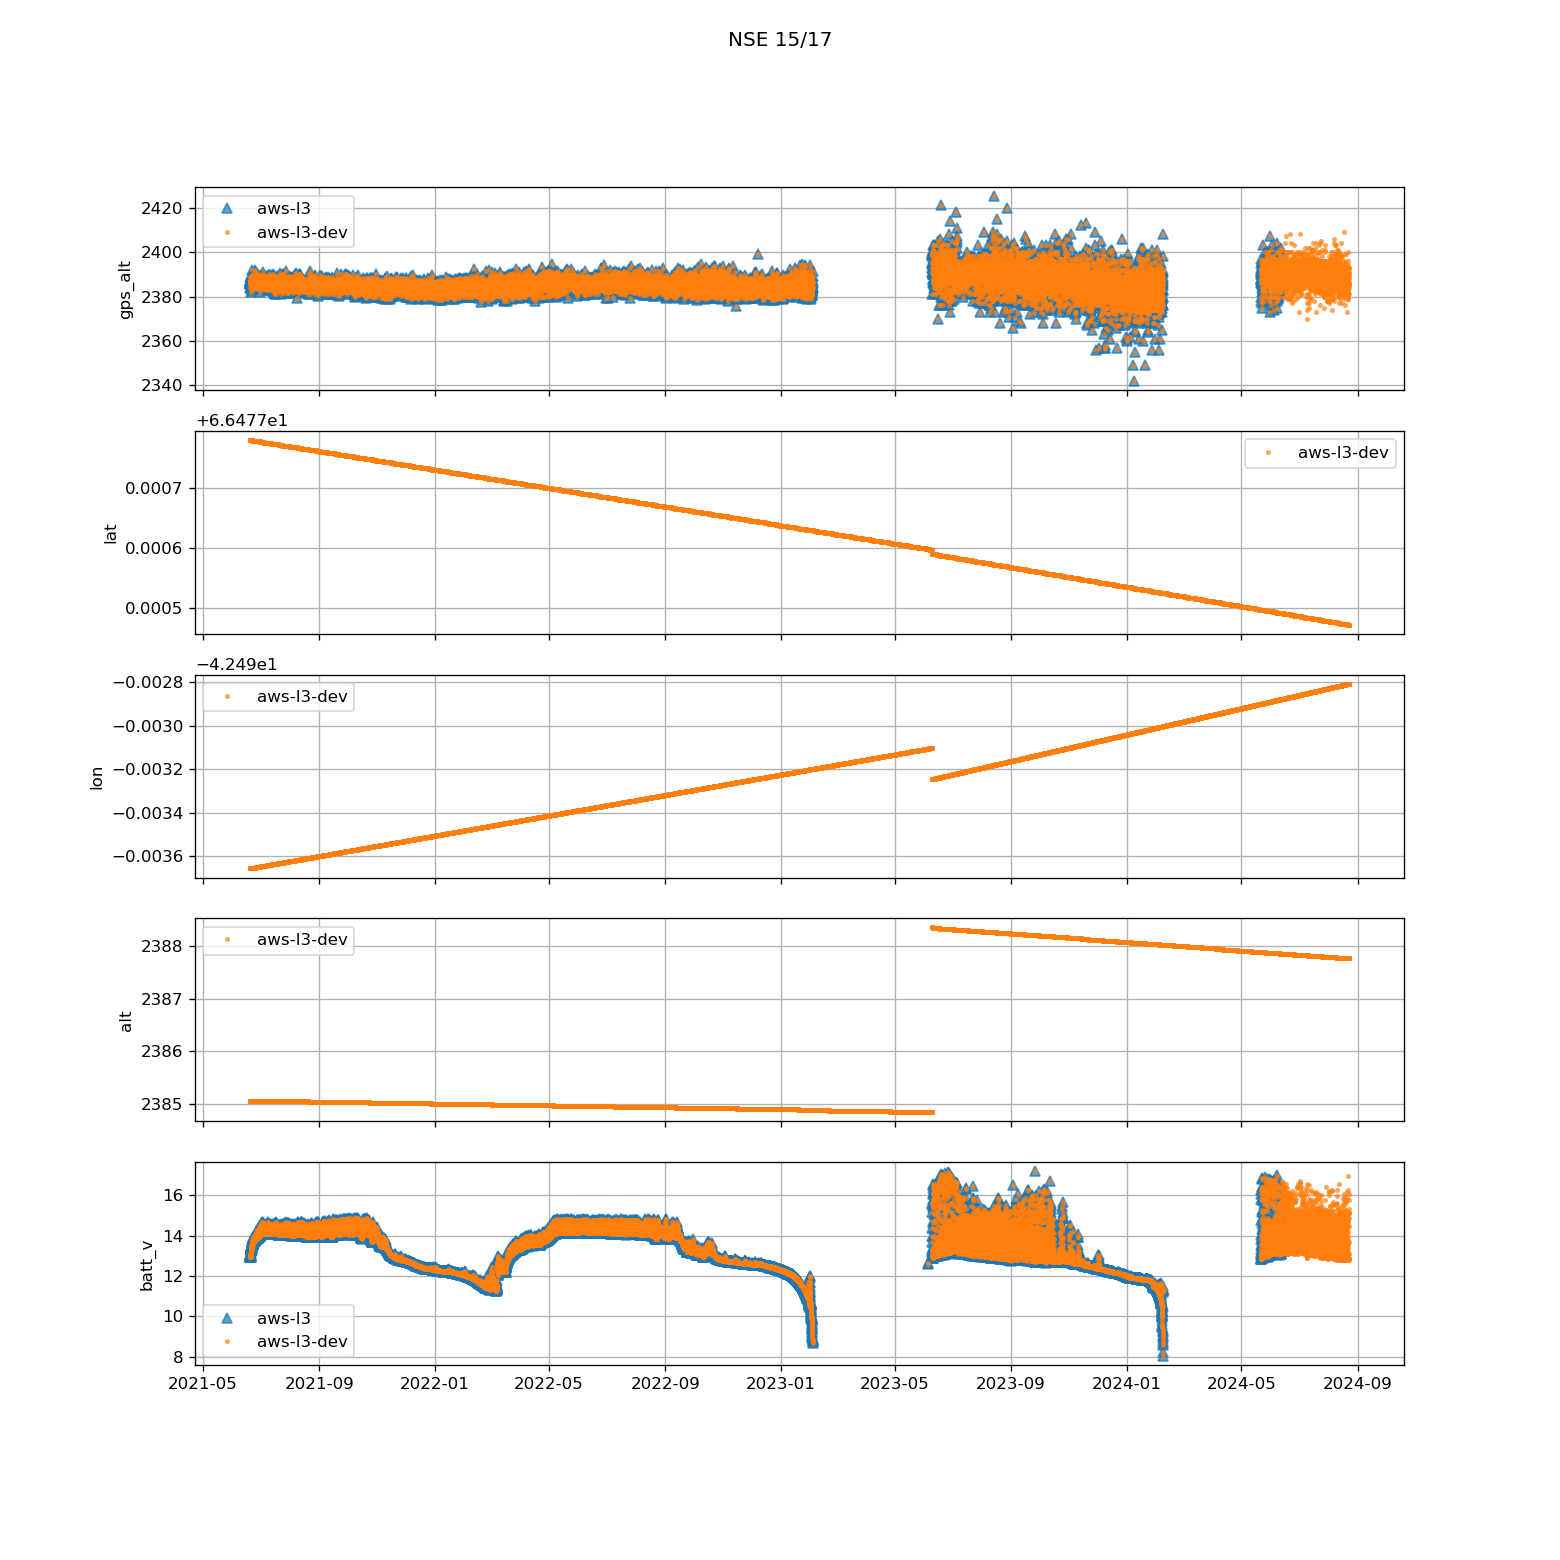 NSE 15/17
gps_alt
2420
2400
2380
2360
2340
aws-l3
aws-l3-dev
+6.6477e1
lat
0.0007
0.0006
0.0005
aws-l3-dev
−4.249e1
lon
−0.0028
−0.0030
−0.0032
−0.0034
−0.0036
aws-l3-dev
alt
2388
2387
2386
2385
aws-l3-dev
batt_v
16
14
12
10
8
aws-l3
aws-l3-dev
2021-05 2021-09 2022-01 2022-05 2022-09 2023-01 2023-05 2023-09 2024-01 2024-05 2024-09